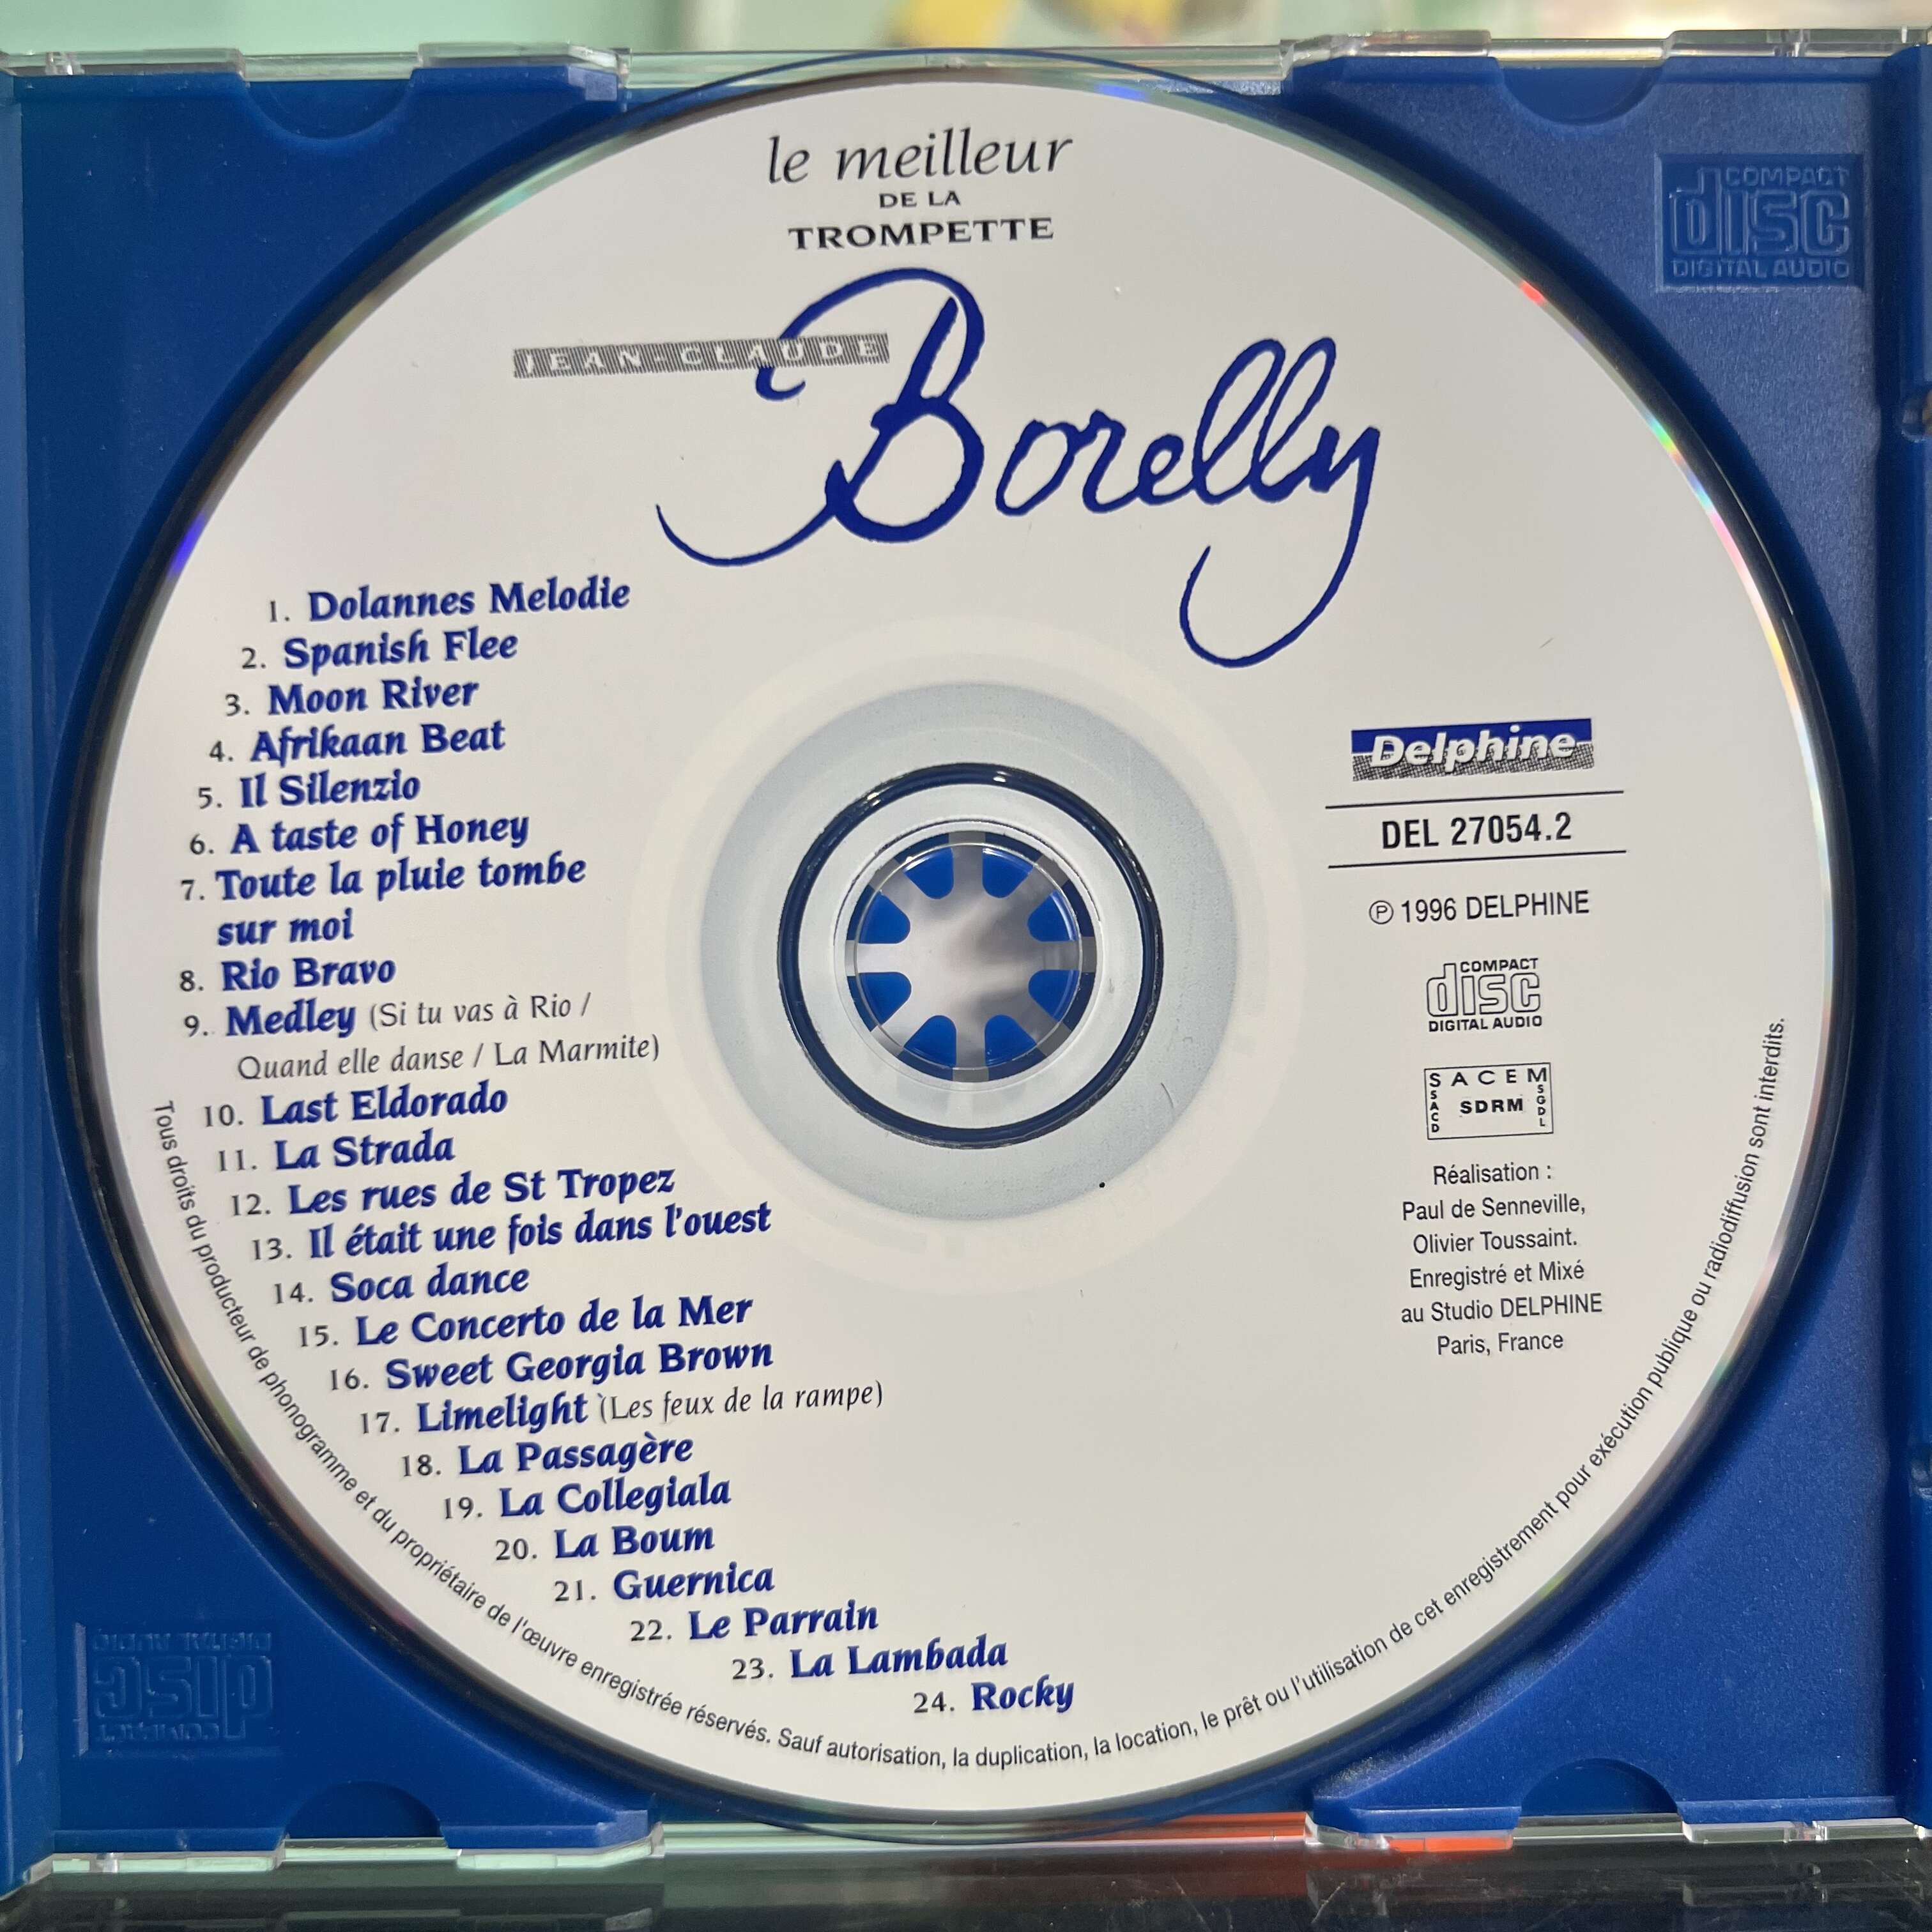 le meilleur
DE LA
TROMPETTE
JEAN-CLAUDE
Borelly
1. Dolannes Melodie
2. Spanish Flee
3. Moon River
4. Afrikaan Beat
5. Il Silenzio
6. A taste of Honey
7. Toute la pluie tombe
sur moi
8. Rio Bravo
9. Medley (Si tu vas à Rio /
Quand elle danse / La Marmite)
10. Last Eldorado
11. La Strada
12. Les rues de St Tropez
13. Il était une fois dans l'ouest
14. Soca dance
15. Le Concerto de la Mer
16. Sweet Georgia Brown
17. Limelight (Les feux de la rampe)
18. La Passagère
19. La Collegiala
20. La Boum
21. Guernica
22. Le Parrain
23. La Lambada
24. Rocky
Delphine
DEL 27054.2
℗ 1996 DELPHINE
COMPACT
disc
DIGITAL AUDIO
SACEM
SACD
SDRM
SGDL
Réalisation :
Paul de Senneville,
Olivier Toussaint.
Enregistré et Mixé
au Studio DELPHINE
Paris, France
Tous droits du producteur de phonogramme et du propriétaire de l'œuvre enregistrée réservés. Sauf autorisation, la duplication, la location, le prêt ou l'utilisation de cet enregistrement pour exécution publique ou radiodiffusion sont interdits.
COMPACT
disc
DIGITAL AUDIO
COMPACT
disc
DIGITAL AUDIO